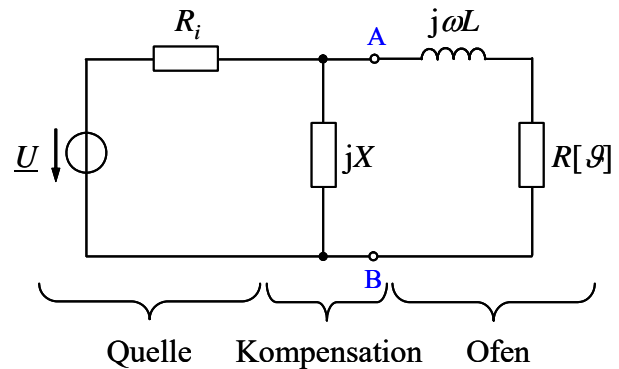 R_i
A
jωL
U
jX
R[ϑ]
B
Quelle
Kompensation
Ofen